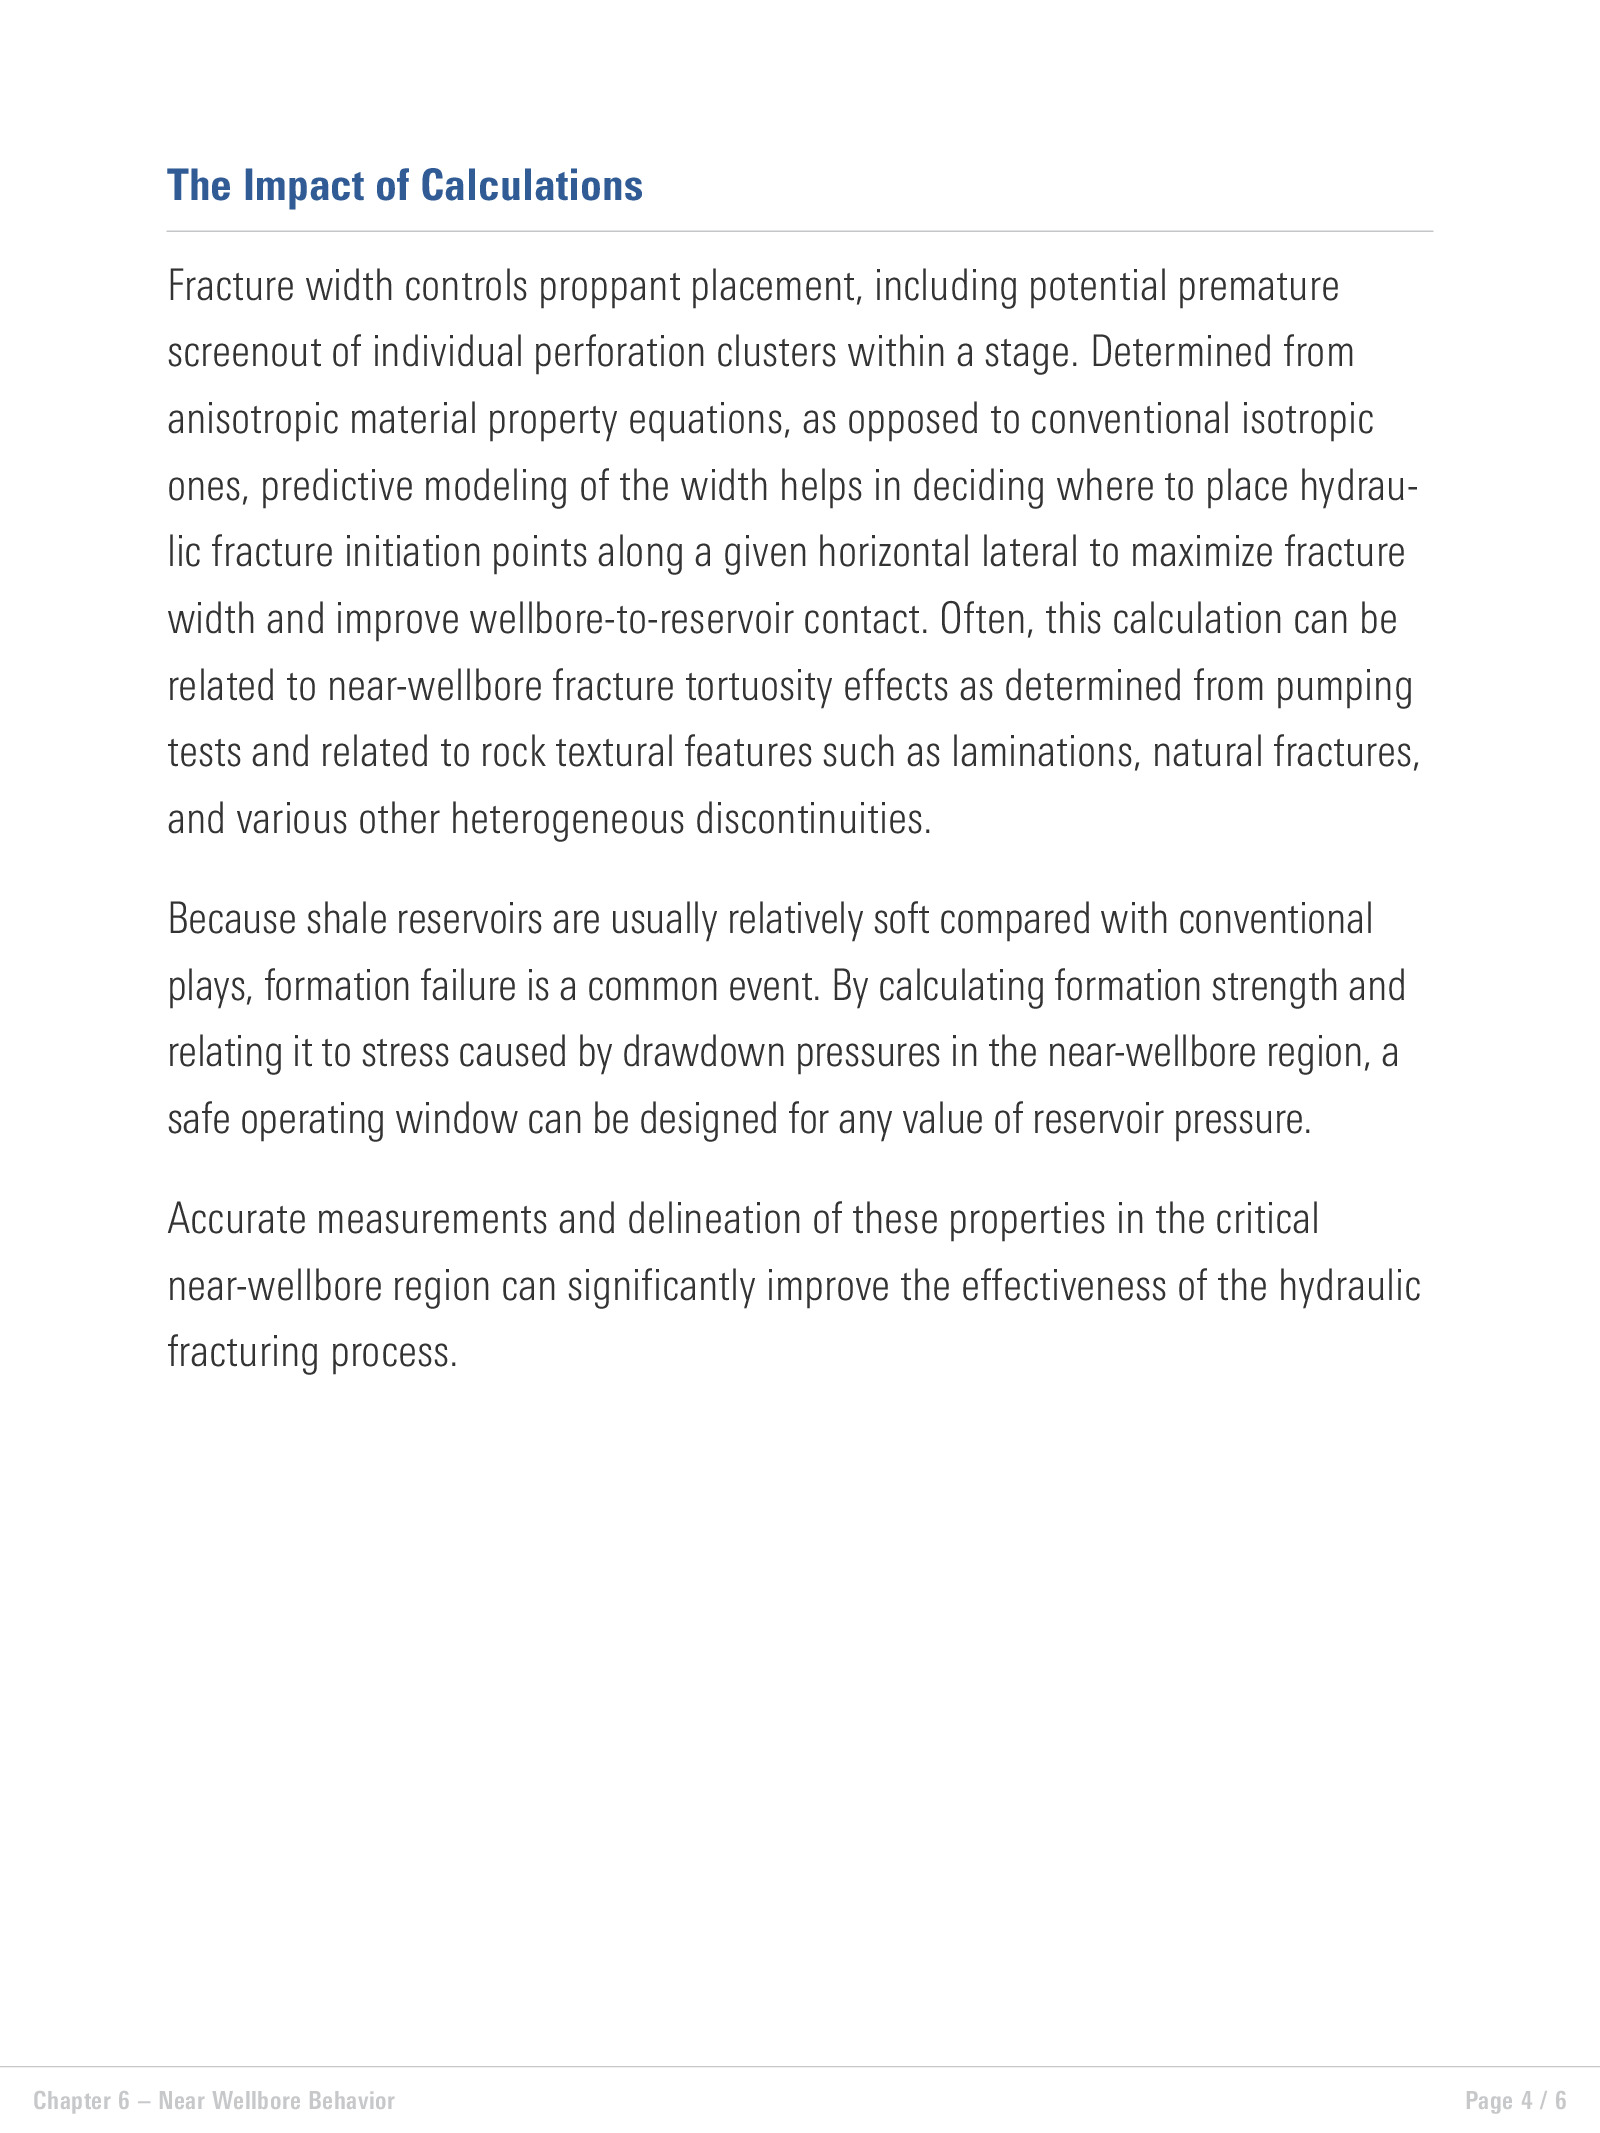 The Impact of Calculations
Fracture width controls proppant placement, including potential premature
screenout of individual perforation clusters within a stage. Determined from
anisotropic material property equations, as opposed to conventional isotropic
ones, predictive modeling of the width helps in deciding where to place hydrau-
lic fracture initiation points along a given horizontal lateral to maximize fracture
width and improve wellbore-to-reservoir contact. Often, this calculation can be
related to near-wellbore fracture tortuosity effects as determined from pumping
tests and related to rock textural features such as laminations, natural fractures,
and various other heterogeneous discontinuities.
Because shale reservoirs are usually relatively soft compared with conventional
plays, formation failure is a common event. By calculating formation strength and
relating it to stress caused by drawdown pressures in the near-wellbore region, a
safe operating window can be designed for any value of reservoir pressure.
Accurate measurements and delineation of these properties in the critical
near-wellbore region can significantly improve the effectiveness of the hydraulic
fracturing process.
Chapter 6 – Near Wellbore Behavior
Page 4 / 6